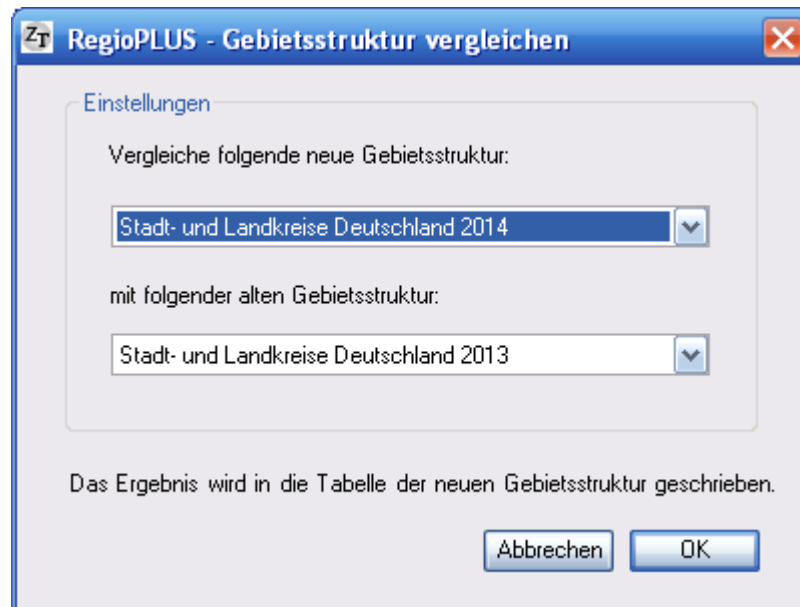 ZT RegioPLUS - Gebietsstruktur vergleichen
Einstellungen
Vergleiche folgende neue Gebietsstruktur:
Stadt- und Landkreise Deutschland 2014
mit folgender alten Gebietsstruktur:
Stadt- und Landkreise Deutschland 2013
Das Ergebnis wird in die Tabelle der neuen Gebietsstruktur geschrieben.
Abbrechen OK